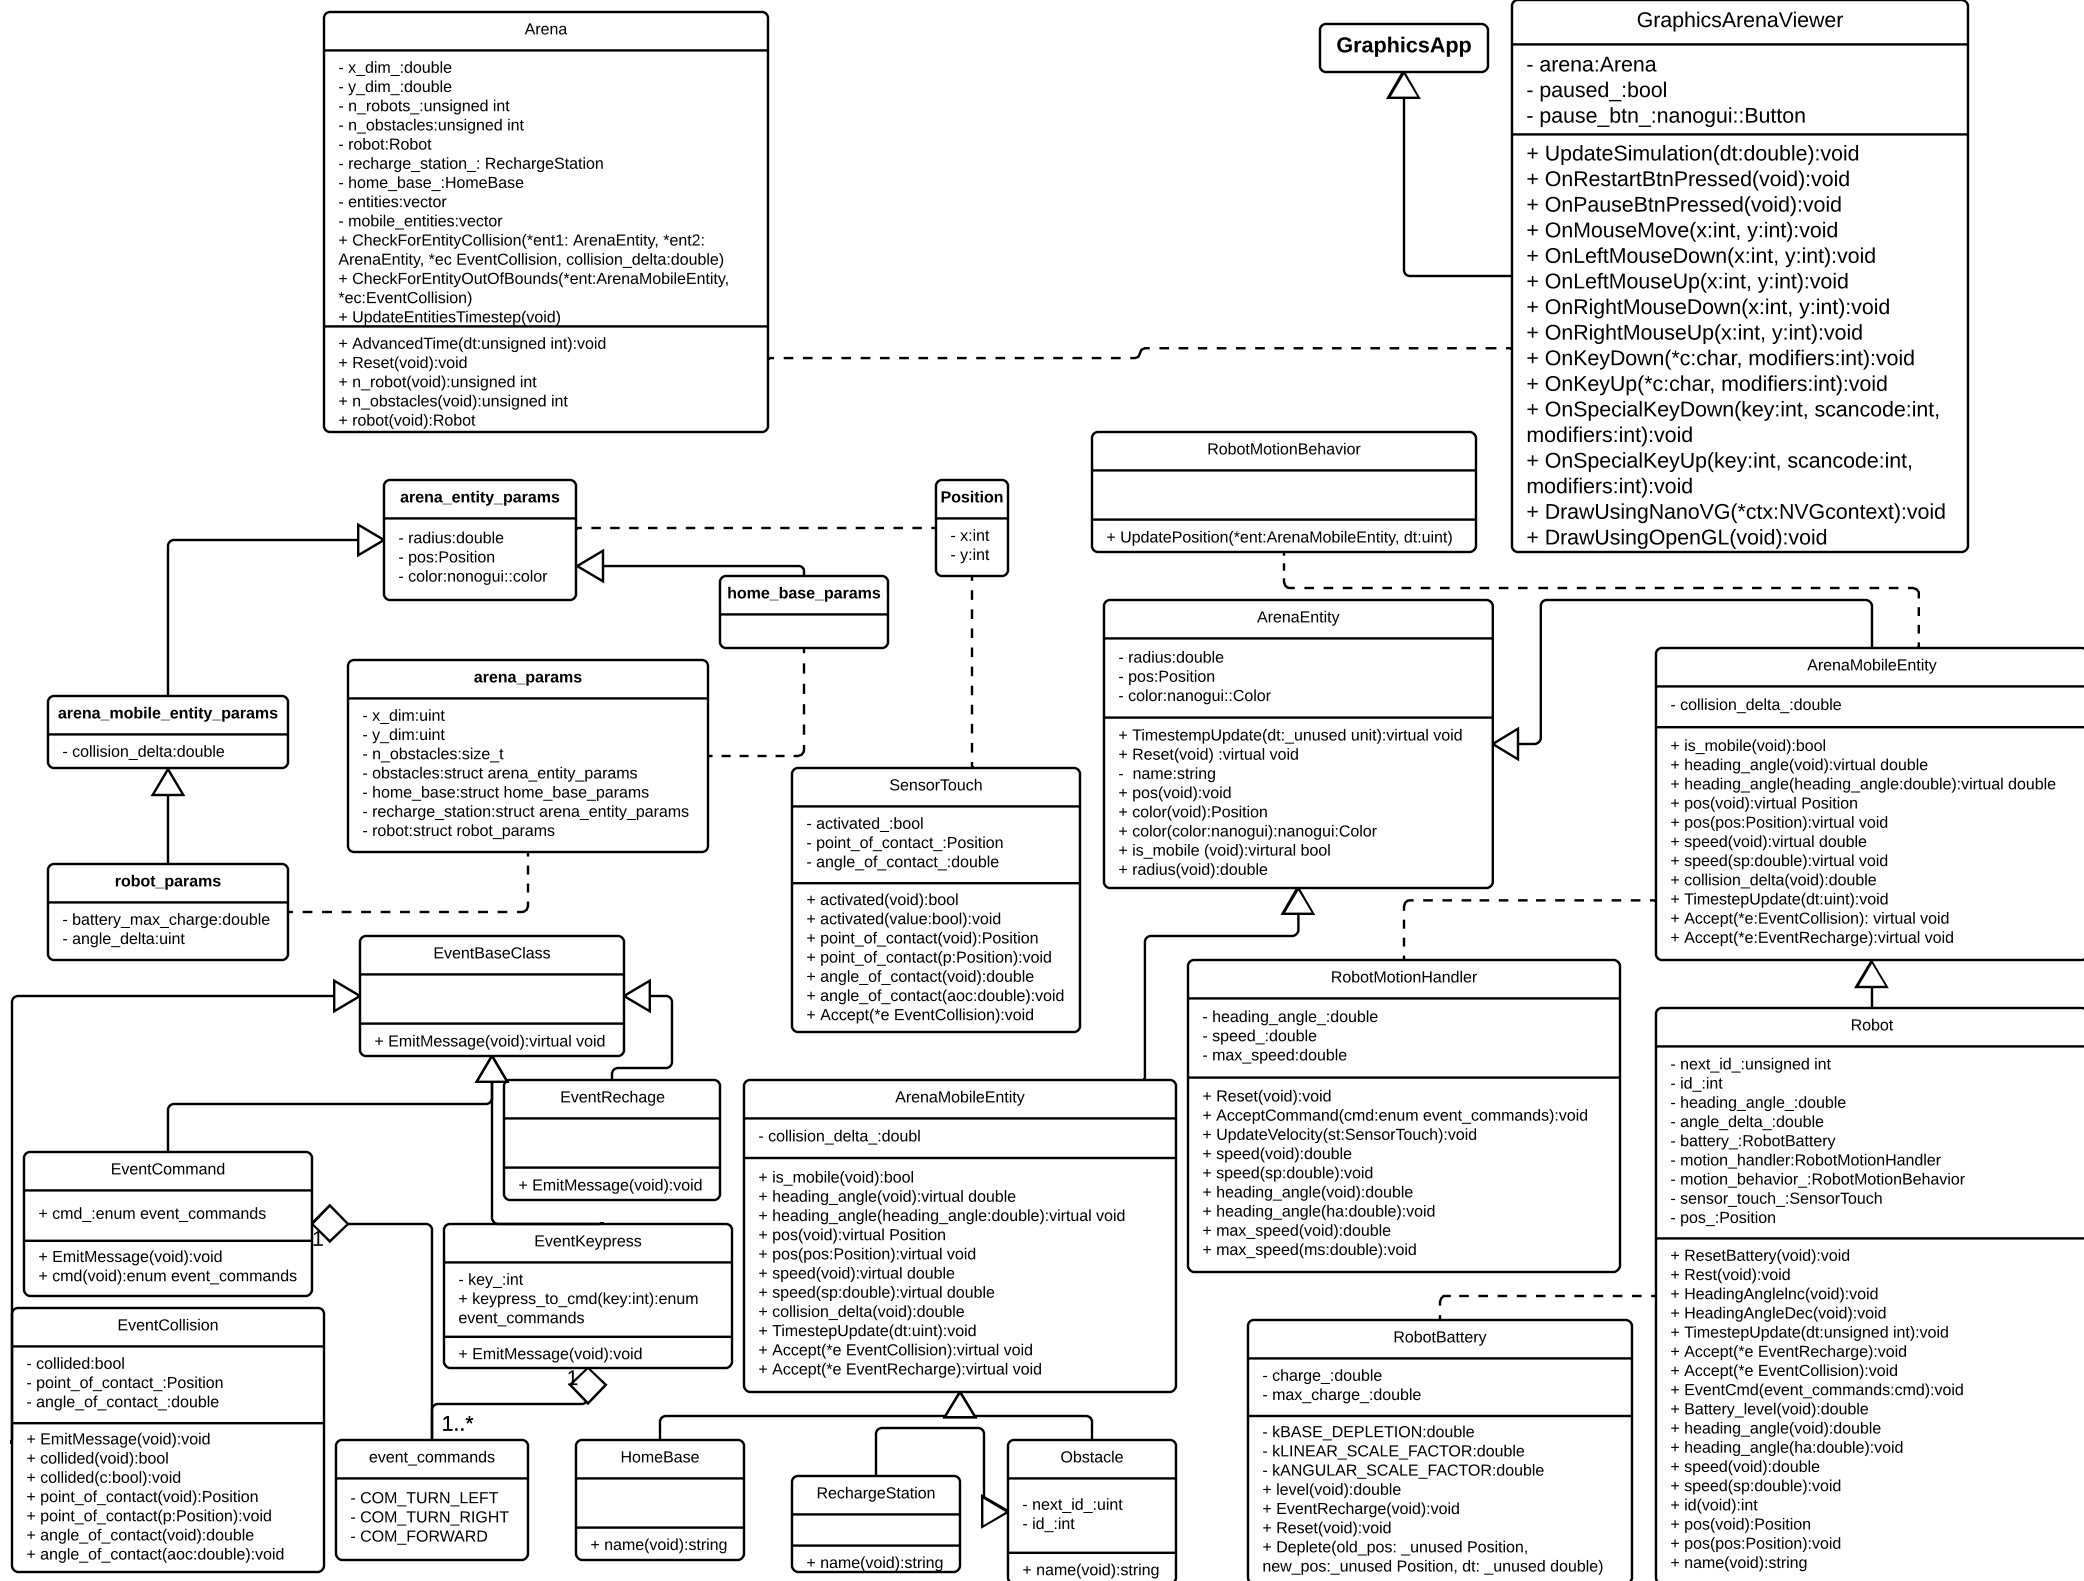 Arena
- x_dim_:double
- y_dim_:double
- n_robots_:unsigned int
- n_obstacles:unsigned int
- robot:Robot
- recharge_station_: RechargeStation
- home_base_:HomeBase
- entities:vector
- mobile_entities:vector
+ CheckForEntityCollision(*ent1: ArenaEntity, *ent2:
ArenaEntity, *ec EventCollision, collision_delta:double)
+ CheckForEntityOutOfBounds(*ent:ArenaMobileEntity,
*ec:EventCollision)
+ UpdateEntitiesTimestep(void)
+ AdvancedTime(dt:unsigned int):void
+ Reset(void):void
+ n_robot(void):unsigned int
+ n_obstacles(void):unsigned int
+ robot(void):Robot
GraphicsApp
GraphicsArenaViewer
- arena:Arena
- paused_:bool
- pause_btn_:nanogui::Button
+ UpdateSimulation(dt:double):void
+ OnRestartBtnPressed(void):void
+ OnPauseBtnPressed(void):void
+ OnMouseMove(x:int, y:int):void
+ OnLeftMouseDown(x:int, y:int):void
+ OnLeftMouseUp(x:int, y:int):void
+ OnRightMouseDown(x:int, y:int):void
+ OnRightMouseUp(x:int, y:int):void
+ OnKeyDown(*c:char, modifiers:int):void
+ OnKeyUp(*c:char, modifiers:int):void
+ OnSpecialKeyDown(key:int, scancode:int,
modifiers:int):void
+ OnSpecialKeyUp(key:int, scancode:int,
modifiers:int):void
+ DrawUsingNanoVG(*ctx:NVGcontext):void
+ DrawUsingOpenGL(void):void
RobotMotionBehavior
+ UpdatePosition(*ent:ArenaMobileEntity, dt:uint)
arena_entity_params
- radius:double
- pos:Position
- color:nonogui::color
Position
- x:int
- y:int
home_base_params
arena_params
- x_dim:uint
- y_dim:uint
- n_obstacles:size_t
- obstacles:struct arena_entity_params
- home_base:struct home_base_params
- recharge_station:struct arena_entity_params
- robot:struct robot_params
arena_mobile_entity_params
- collision_delta:double
robot_params
- battery_max_charge:double
- angle_delta:uint
SensorTouch
- activated_:bool
- point_of_contact_:Position
- angle_of_contact_:double
+ activated(void):bool
+ activated(value:bool):void
+ point_of_contact(void):Position
+ point_of_contact(p:Position):void
+ angle_of_contact(void):double
+ angle_of_contact(aoc:double):void
+ Accept(*e EventCollision):void
ArenaEntity
- radius:double
- pos:Position
- color:nanogui::Color
+ TimestempUpdate(dt:_unused unit):virtual void
+ Reset(void) :virtual void
- name:string
+ pos(void):void
+ color(void):Position
+ color(color:nanogui):nanogui:Color
+ is_mobile (void):virtural bool
+ radius(void):double
ArenaMobileEntity
- collision_delta_:double
+ is_mobile(void):bool
+ heading_angle(void):virtual double
+ heading_angle(heading_angle:double):virtual double
+ pos(void):virtual Position
+ pos(pos:Position):virtual void
+ speed(void):virtual double
+ speed(sp:double):virtual void
+ collision_delta(void):double
+ TimestepUpdate(dt:uint):void
+ Accept(*e:EventCollision): virtual void
+ Accept(*e:EventRecharge):virtual void
EventBaseClass
+ EmitMessage(void):virtual void
EventRechage
+ EmitMessage(void):void
EventCommand
+ cmd_:enum event_commands
+ EmitMessage(void):void
+ cmd(void):enum event_commands
1
EventKeypress
- key_:int
+ keypress_to_cmd(key:int):enum
event_commands
+ EmitMessage(void):void
1
1..*
EventCollision
- collided:bool
- point_of_contact_:Position
- angle_of_contact_:double
+ EmitMessage(void):void
+ collided(void):bool
+ collided(c:bool):void
+ point_of_contact(void):Position
+ point_of_contact(p:Position):void
+ angle_of_contact(void):double
+ angle_of_contact(aoc:double):void
event_commands
- COM_TURN_LEFT
- COM_TURN_RIGHT
- COM_FORWARD
ArenaMobileEntity
- collision_delta_:doubl
+ is_mobile(void):bool
+ heading_angle(void):virtual double
+ heading_angle(heading_angle:double):virtual void
+ pos(void):virtual Position
+ pos(pos:Position):virtual void
+ speed(void):virtual double
+ speed(sp:double):virtual double
+ collision_delta(void):double
+ TimestepUpdate(dt:uint):void
+ Accept(*e EventCollision):virtual void
+ Accept(*e EventRecharge):virtual void
HomeBase
+ name(void):string
RechargeStation
+ name(void):string
Obstacle
- next_id_:uint
- id_:int
+ name(void):string
RobotMotionHandler
- heading_angle_:double
- speed_:double
- max_speed:double
+ Reset(void):void
+ AcceptCommand(cmd:enum event_commands):void
+ UpdateVelocity(st:SensorTouch):void
+ speed(void):double
+ speed(sp:double):void
+ heading_angle(void):double
+ heading_angle(ha:double):void
+ max_speed(void):double
+ max_speed(ms:double):void
RobotBattery
- charge_:double
- max_charge_:double
- kBASE_DEPLETION:double
- kLINEAR_SCALE_FACTOR:double
- kANGULAR_SCALE_FACTOR:double
+ level(void):double
+ EventRecharge(void):void
+ Reset(void):void
+ Deplete(old_pos: _unused Position,
new_pos:_unused Position, dt: _unused double)
Robot
- next_id_:unsigned int
- id_:int
- heading_angle_:double
- angle_delta_:double
- battery_:RobotBattery
- motion_handler:RobotMotionHandler
- motion_behavior_:RobotMotionBehavior
- sensor_touch_:SensorTouch
- pos_:Position
+ ResetBattery(void):void
+ Rest(void):void
+ HeadingAngleInc(void):void
+ HeadingAngleDec(void):void
+ TimestepUpdate(dt:unsigned int):void
+ Accept(*e EventRecharge):void
+ Accept(*e EventCollision):void
+ EventCmd(event_commands:cmd):void
+ Battery_level(void):double
+ heading_angle(void):double
+ heading_angle(ha:double):void
+ speed(void):double
+ speed(sp:double):void
+ id(void):int
+ pos(void):Position
+ pos(pos:Position):void
+ name(void):string